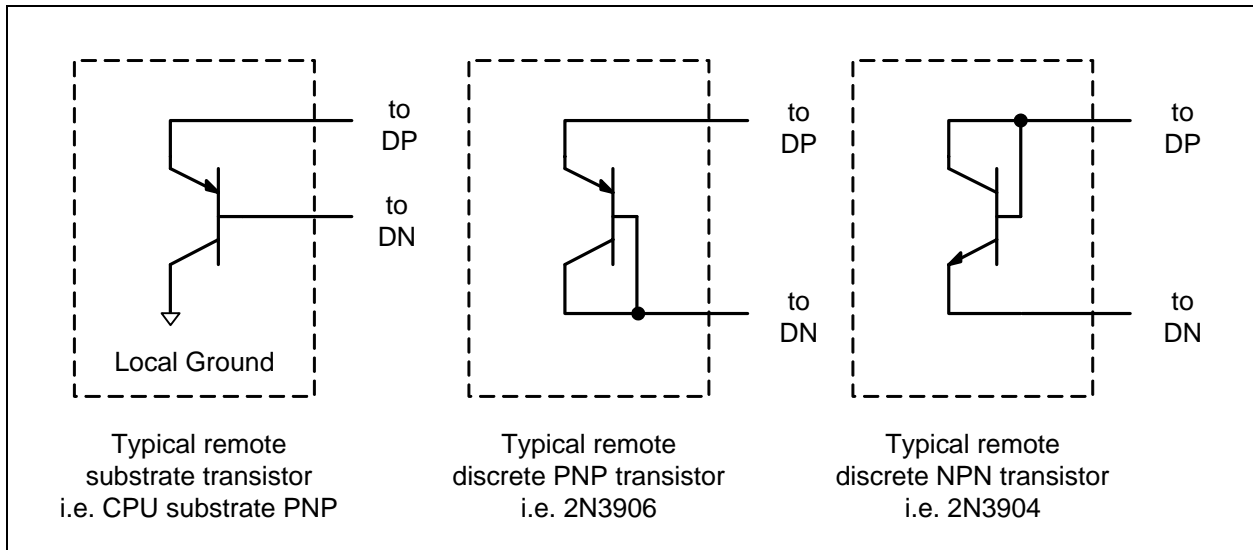 to
DP
to
DN
Local Ground
Typical remote
substrate transistor
i.e. CPU substrate PNP
to
DP
to
DN
Typical remote
discrete PNP transistor
i.e. 2N3906
to
DP
to
DN
Typical remote
discrete NPN transistor
i.e. 2N3904